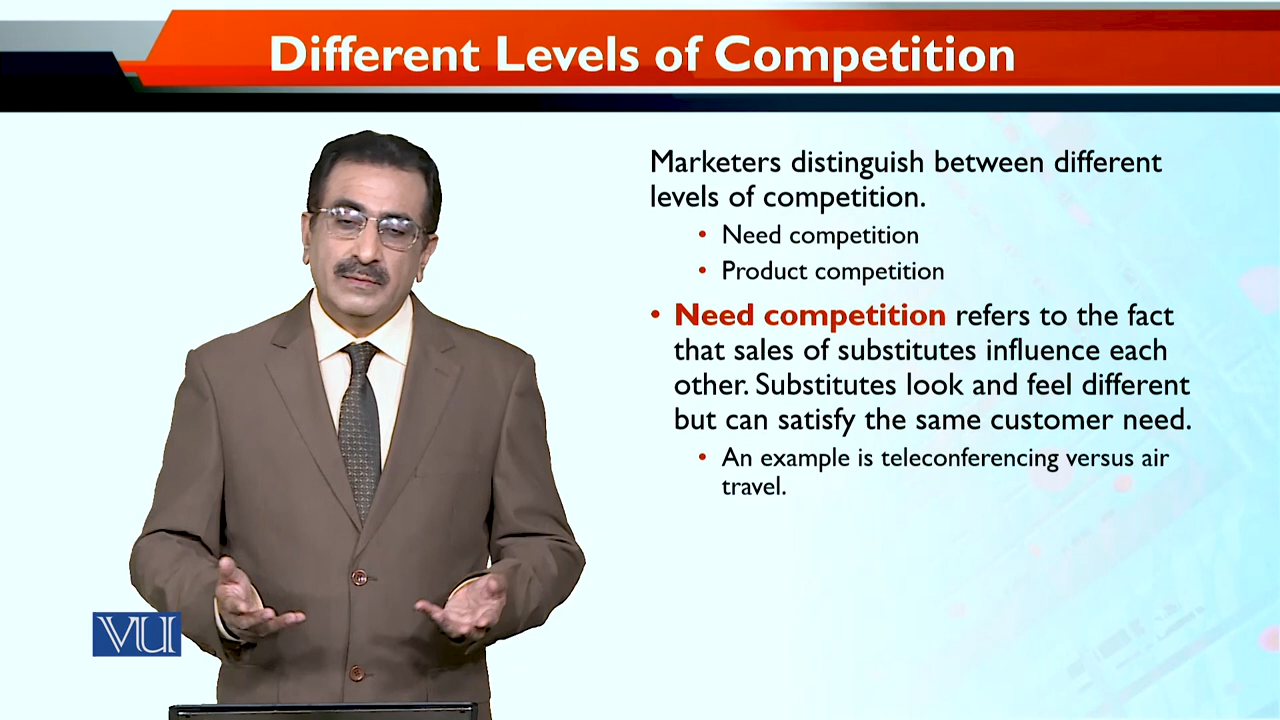 Different Levels of Competition
Marketers distinguish between different
levels of competition.
• Need competition
• Product competition
• Need competition refers to the fact
that sales of substitutes influence each
other. Substitutes look and feel different
but can satisfy the same customer need.
• An example is teleconferencing versus air
travel.
VU